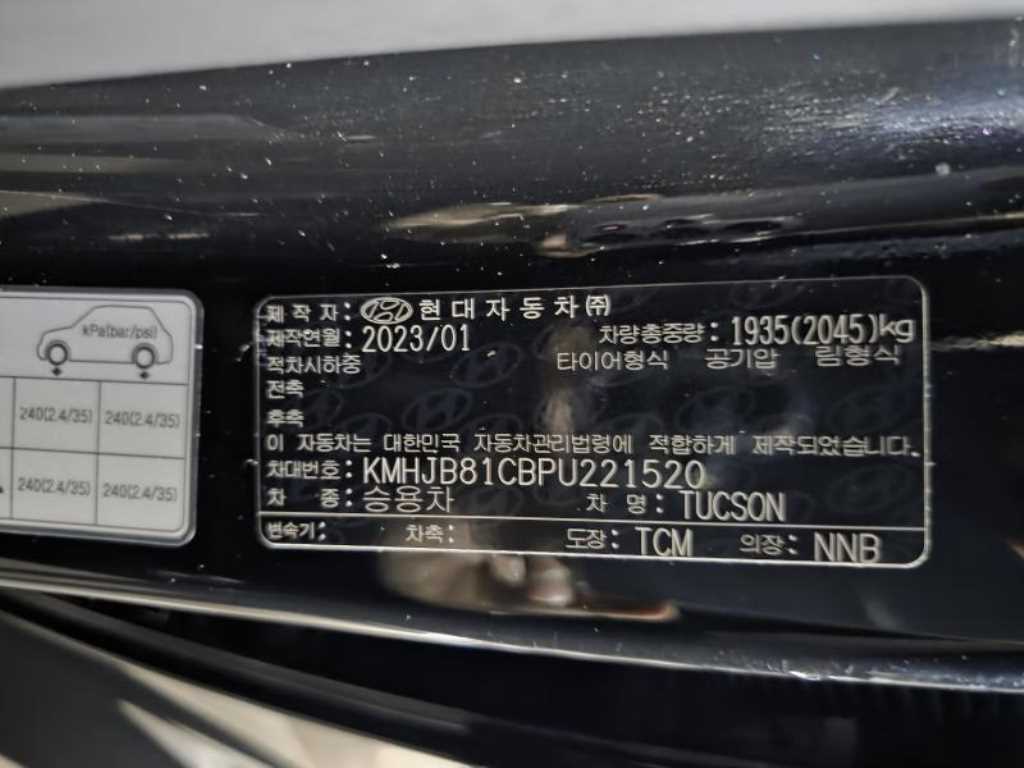 kPa(bar/psi)
240(2.4/35) 240(2.4/35)
240(2.4/35) 240(2.4/35)
제 작 자: 현대자동차㈜
제작연월: 2023/01 차량총중량: 1935(2045)kg
적차시하중 타이어형식 공기압 림형식
전축
후축
이 자동차는 대한민국 자동차관리법령에 적합하게 제작되었습니다.
차대번호: KMHJB81CBPU221520
차 종: 승용차 차 명: TUCSON
변속기: 차축: 도장: TCM 의장: NNB